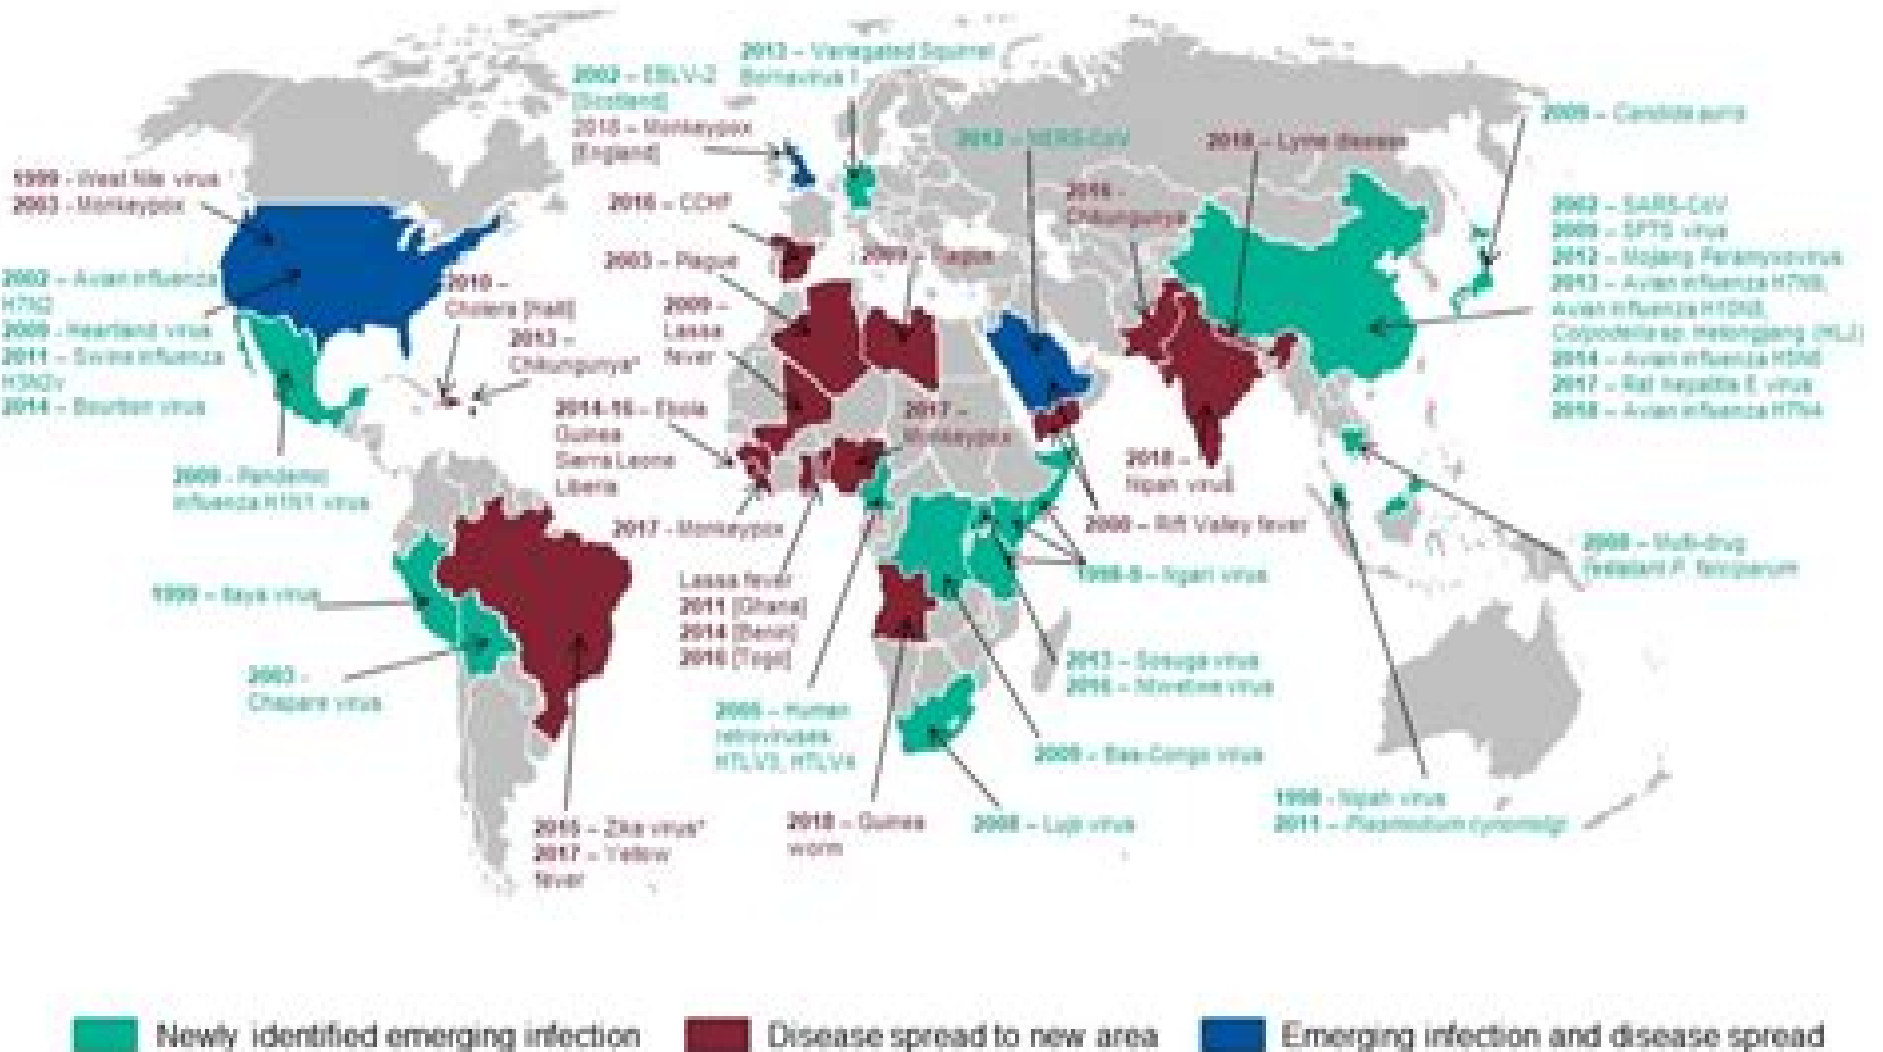 2013 – Variegated Squirrel
Bornavirus 1
2002 – EBLV-2
[Scotland]
2018 – Monkeypox
[England]
2009 – Candida auris
2012 – MERS-CoV
2018 – Lyme disease
1999 - West Nile virus
2003 - Monkeypox
2016 – CCHF
2016 -
Chikungunya
2002 – SARS-CoV
2009 – SFTS virus
2012 – Mojiang Paramyxovirus
2013 – Avian influenza H7N9,
Avian influenza H10N8,
Colpodella sp. Heilongjiang (HLJ)
2014 – Avian influenza H5N6
2017 – Rat hepatitis E virus
2018 – Avian influenza H7N4
2003 – Plague
2009 – Plague
2002 – Avian influenza
H7N2
2009 - Heartland virus
2011 – Swine influenza
H3N2v
2014 – Bourbon virus
2010 –
Cholera [Haiti]
2013 –
Chikungunya*
2009 –
Lassa
fever
2014-16 – Ebola
Guinea
Sierra Leone
Liberia
2017 –
Monkeypox
2018 –
Nipah virus
2009 - Pandemic
influenza H1N1 virus
2017 - Monkeypox
2000 – Rift Valley fever
2008 – Multi-drug
resistant P. falciparum
Lassa fever
2011 [Ghana]
2014 [Benin]
2016 [Togo]
1998-9 – Ngari virus
1999 – Ilaya virus
2003 -
Chapare virus
2013 – Sosuga virus
2016 – Ntwetwe virus
2005 – Human
retroviruses
HTLV3, HTLV4
2009 – Bas-Congo virus
1998 - Nipah virus
2011 – Plasmodium cynomolgi
2015 – Zika virus*
2017 – Yellow
fever
2018 – Guinea
worm
2008 – Lujo virus
Newly identified emerging infection
Disease spread to new area
Emerging infection and disease spread